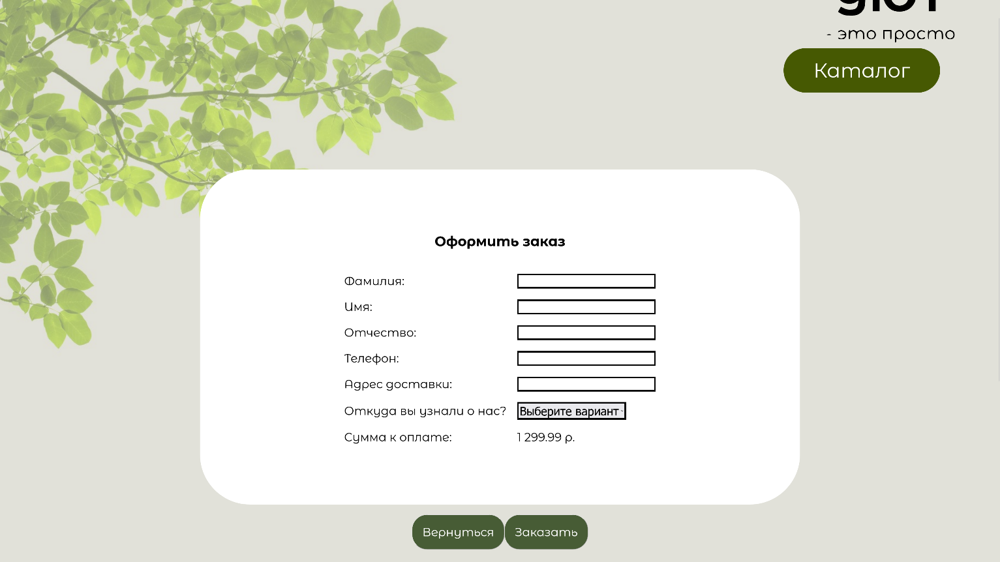 - это просто
Каталог
Оформить заказ
Фамилия:
Имя:
Отчество:
Телефон:
Адрес доставки:
Откуда вы узнали о нас? Выберите вариант
Сумма к оплате: 1 299.99 р.
Вернуться Заказать